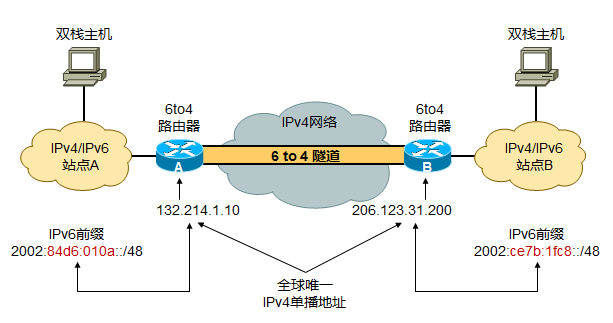 双栈主机
双栈主机
6to4
路由器
IPv4网络
6to4
路由器
IPv4/IPv6
站点A
A
6 to 4 隧道
B
IPv4/IPv6
站点B
132.214.1.10
206.123.31.200
IPv6前缀
2002:84d6:010a::/48
IPv6前缀
2002:ce7b:1fc8::/48
全球唯一
IPv4单播地址